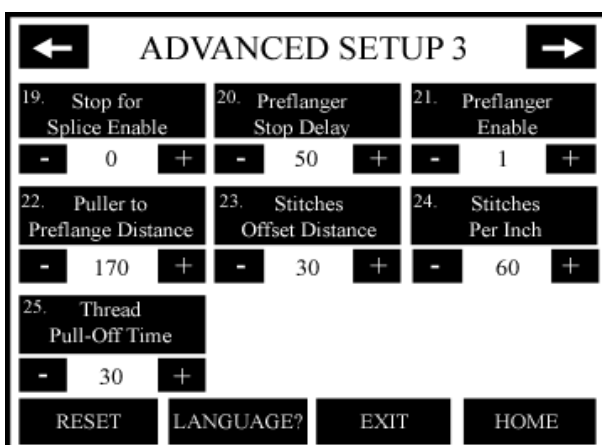 ADVANCED SETUP 3
19. Stop for
Splice Enable
20. Preflanger
Stop Delay
21. Preflanger
Enable
- 0 +
- 50 +
- 1 +
22. Puller to
Preflange Distance
23. Stitches
Offset Distance
24. Stitches
Per Inch
- 170 +
- 30 +
- 60 +
25. Thread
Pull-Off Time
- 30 +
RESET
LANGUAGE?
EXIT
HOME